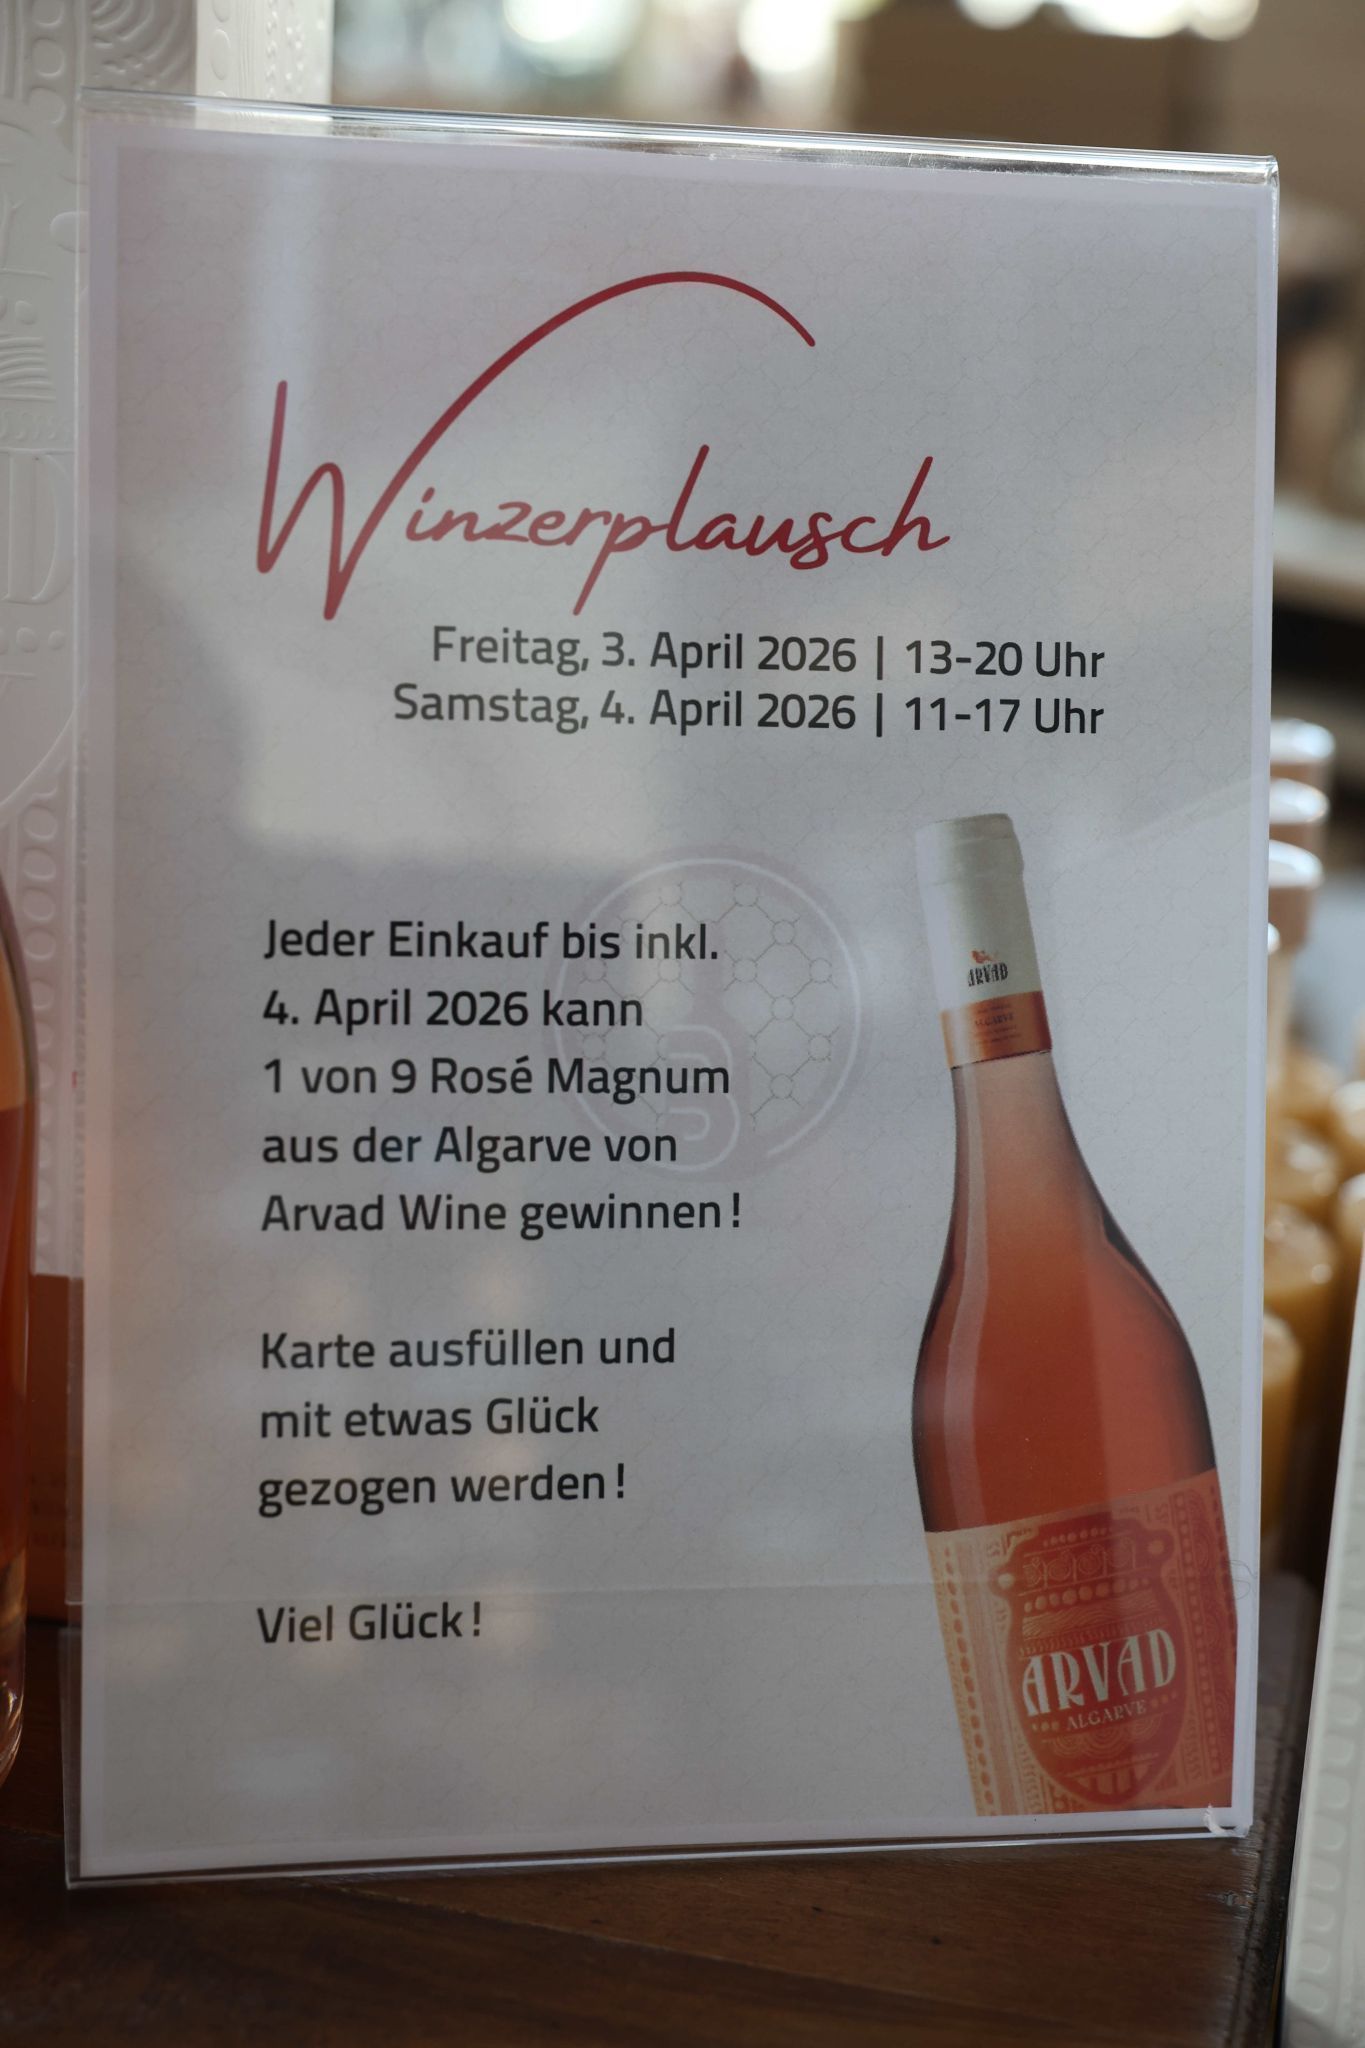 Winzerplausch
Freitag, 3. April 2026 | 13-20 Uhr
Samstag, 4. April 2026 | 11-17 Uhr
Jeder Einkauf bis inkl.
4. April 2026 kann
1 von 9 Rosé Magnum
aus der Algarve von
Arvad Wine gewinnen!
Karte ausfüllen und
mit etwas Glück
gezogen werden!
Viel Glück!
ARVAD
ALGARVE
ARVAD
ALGARVE